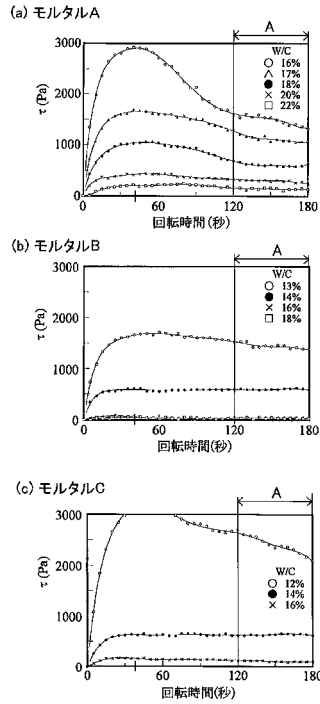 (a) モルタルA
A
3000
2000
1000
0
τ (Pa)
W/C
○ 16%
△ 17%
● 18%
× 20%
□ 22%
0 60 120 180
回転時間(秒)
(b) モルタルB
A
3000
2000
1000
0
τ (Pa)
W/C
○ 13%
● 14%
× 16%
□ 18%
0 60 120 180
回転時間(秒)
(c) モルタルC
A
3000
2000
1000
0
τ (Pa)
W/C
○ 12%
● 14%
× 16%
0 60 120 180
回転時間(秒)